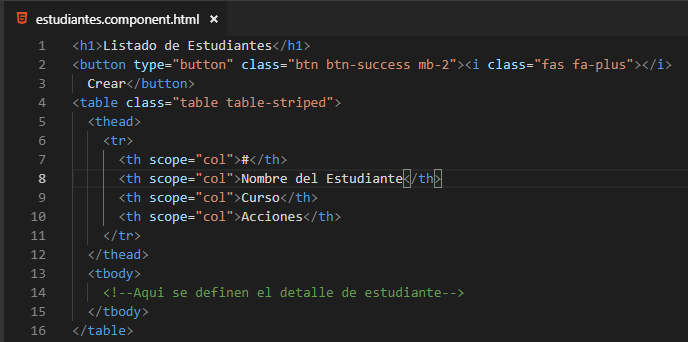 estudiantes.component.html ×
1 <h1>Listado de Estudiantes</h1>
2 <button type="button" class="btn btn-success mb-2"><i class="fas fa-plus"></i>
3 Crear</button>
4 <table class="table table-striped">
5 <thead>
6 <tr>
7 <th scope="col">#</th>
8 <th scope="col">Nombre del Estudiante</th>
9 <th scope="col">Curso</th>
10 <th scope="col">Acciones</th>
11 </tr>
12 </thead>
13 <tbody>
14 <!--Aqui se definen el detalle de estudiante-->
15 </tbody>
16 </table>